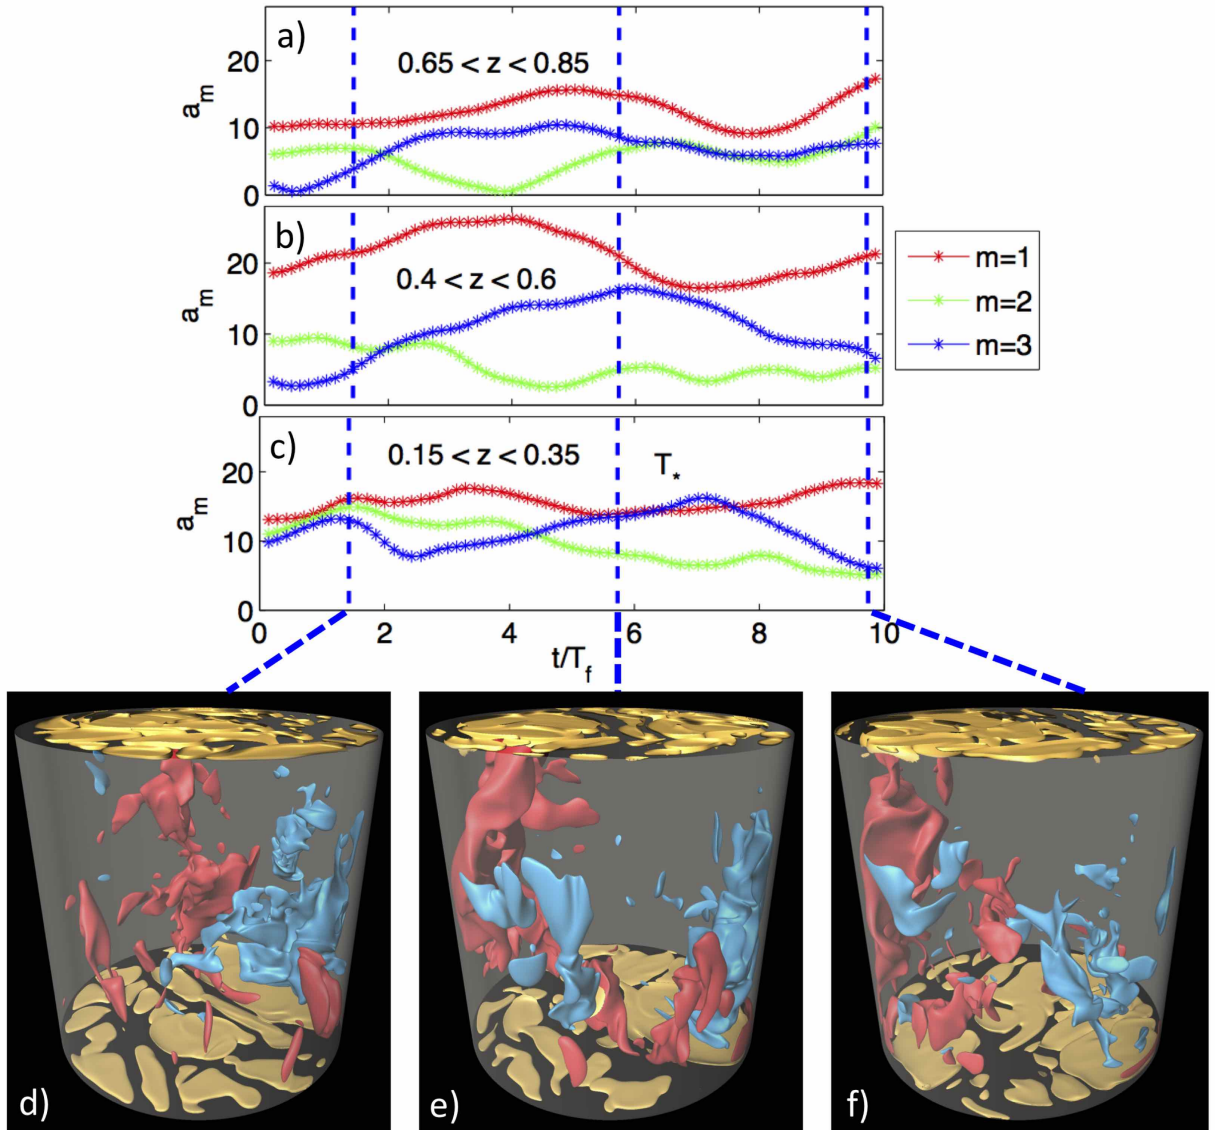 a)
0.65 < z < 0.85
20
10
0
a_m
b)
0.4 < z < 0.6
20
10
0
a_m
m=1
m=2
m=3
c)
0.15 < z < 0.35
T_*
20
10
0
a_m
0 2 4 6 8 10
t/T_f
d) e) f)